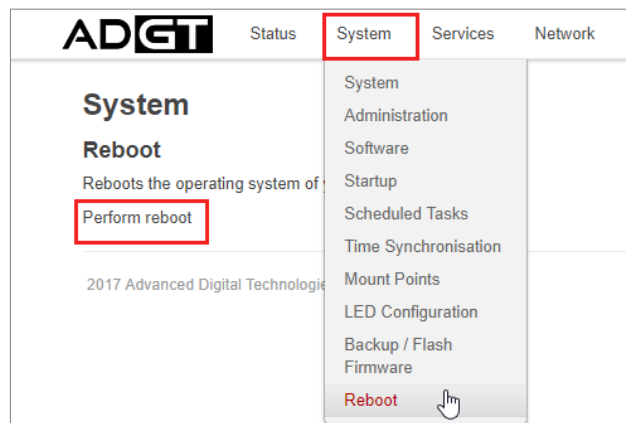 ADGT Status System Services Network
System
Reboot
Reboots the operating system of
Perform reboot
2017 Advanced Digital
System
Administration
Software
Startup
Scheduled Tasks
Time Synchronisation
Mount Points
LED Configuration
Backup / Flash
Firmware
Reboot